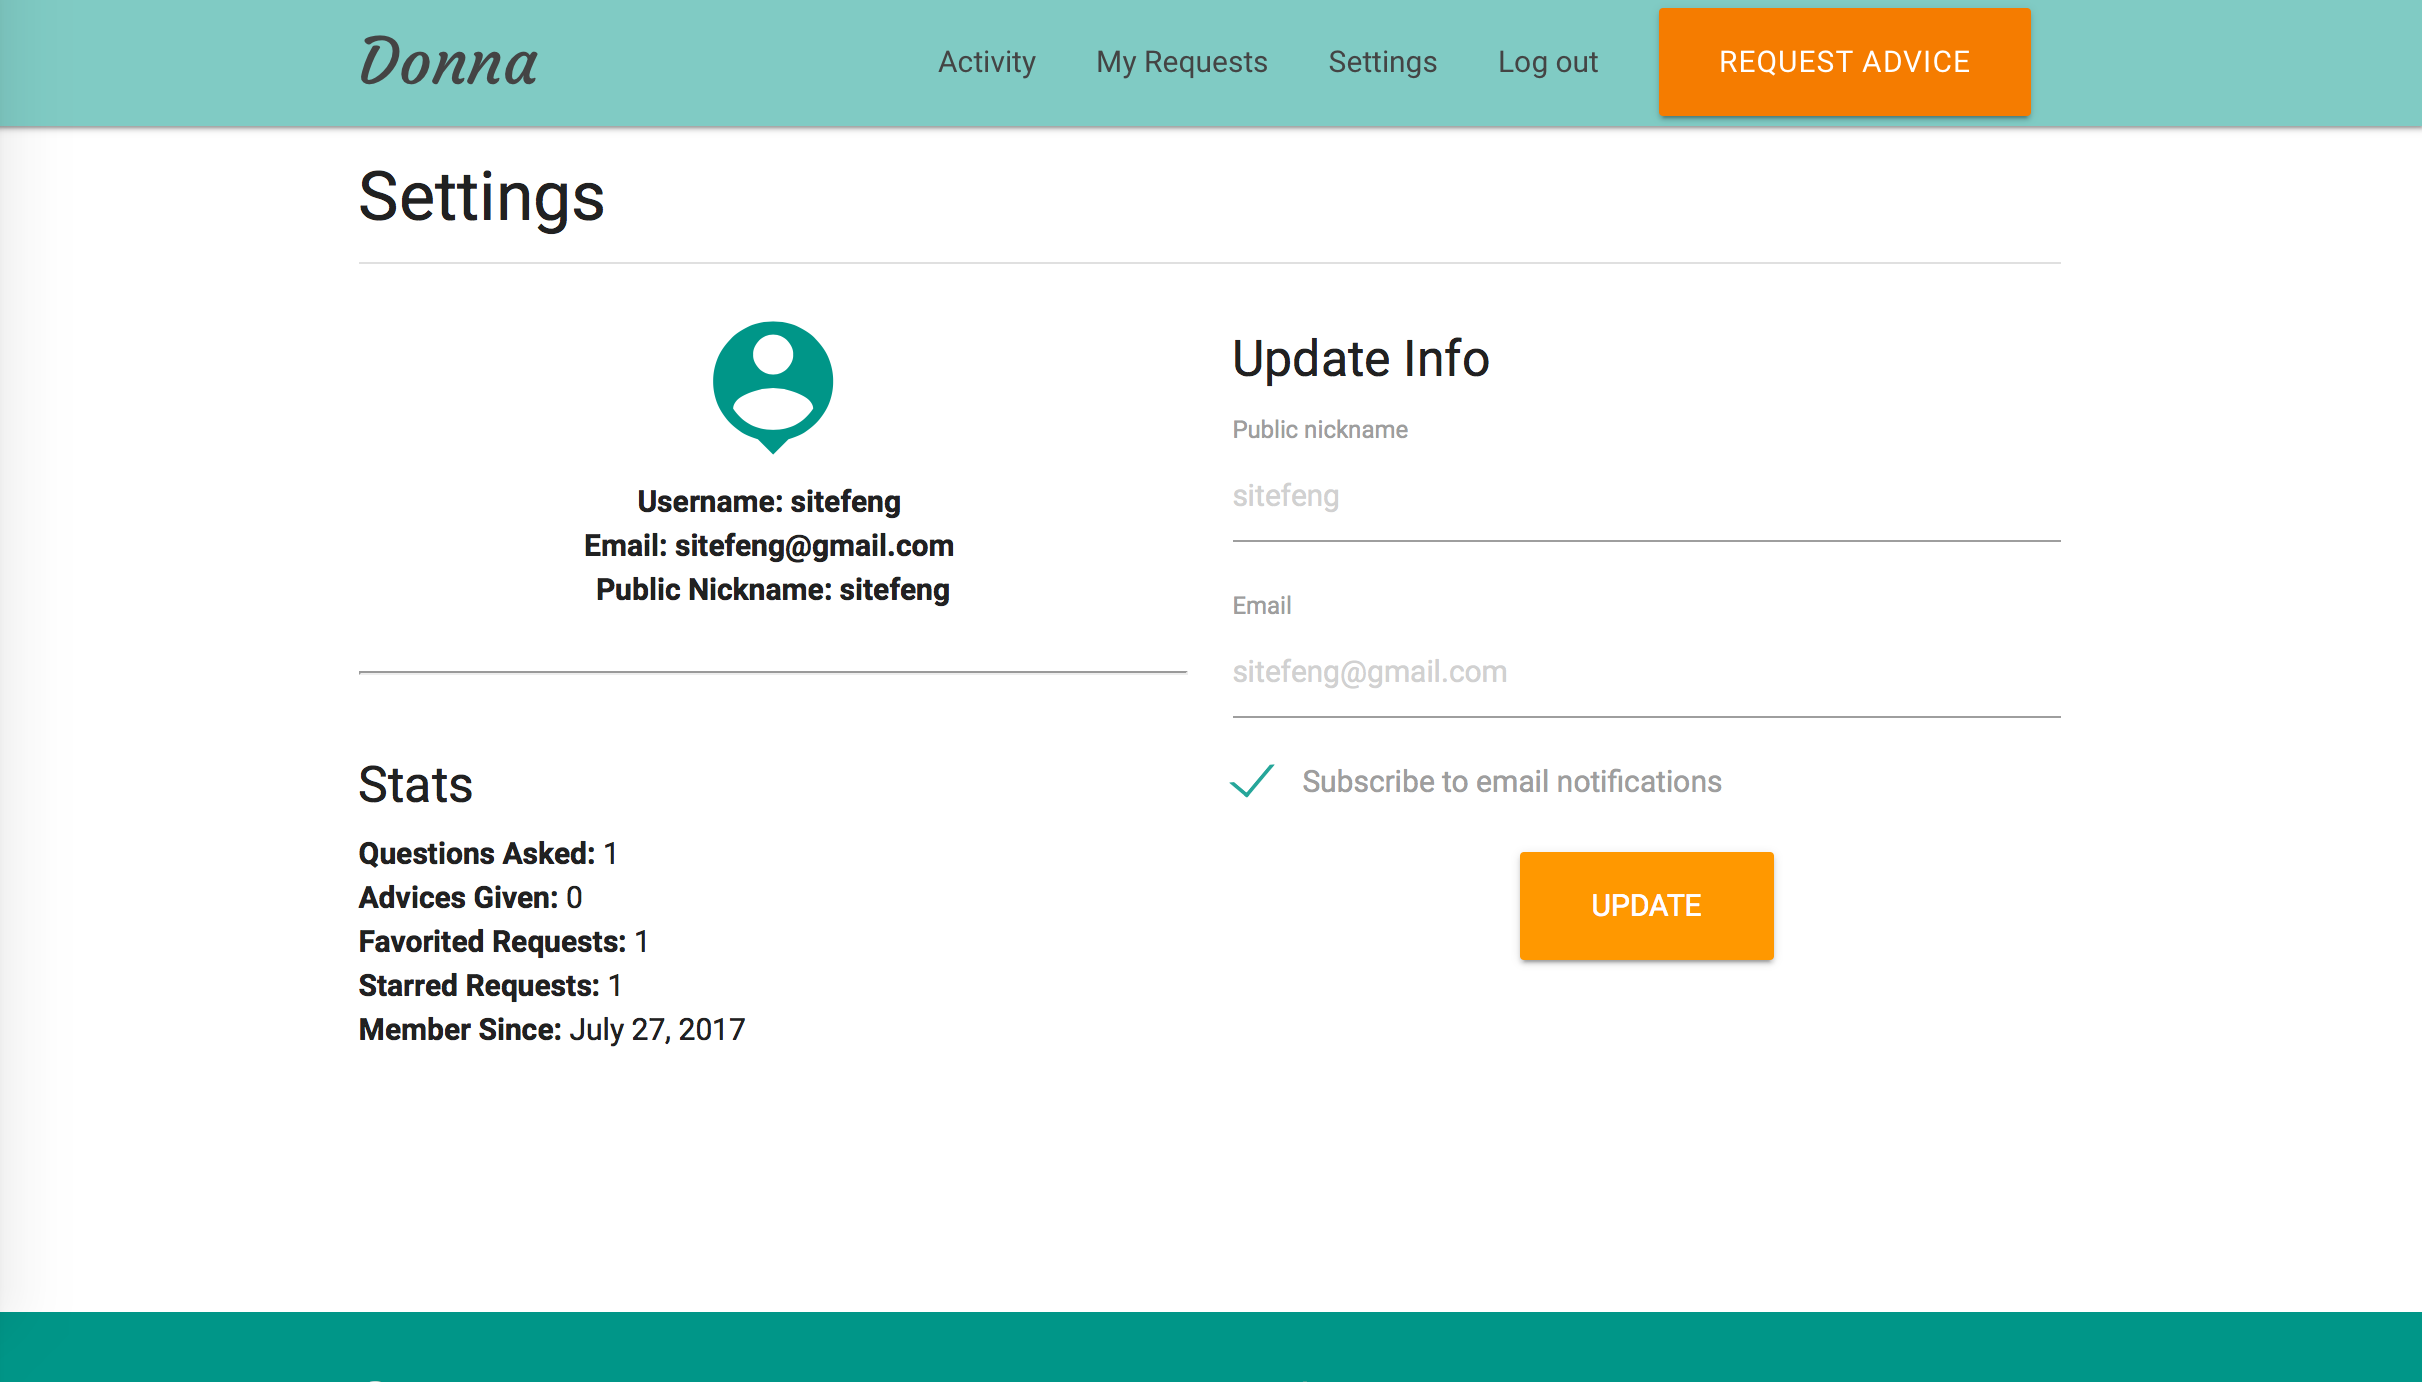 Donna
Activity
My Requests
Settings
Log out
REQUEST ADVICE
Settings
Username: sitefeng
Email: sitefeng@gmail.com
Public Nickname: sitefeng
Stats
Questions Asked: 1
Advices Given: 0
Favorited Requests: 1
Starred Requests: 1
Member Since: July 27, 2017
Update Info
Public nickname
sitefeng
Email
sitefeng@gmail.com
Subscribe to email notifications
UPDATE